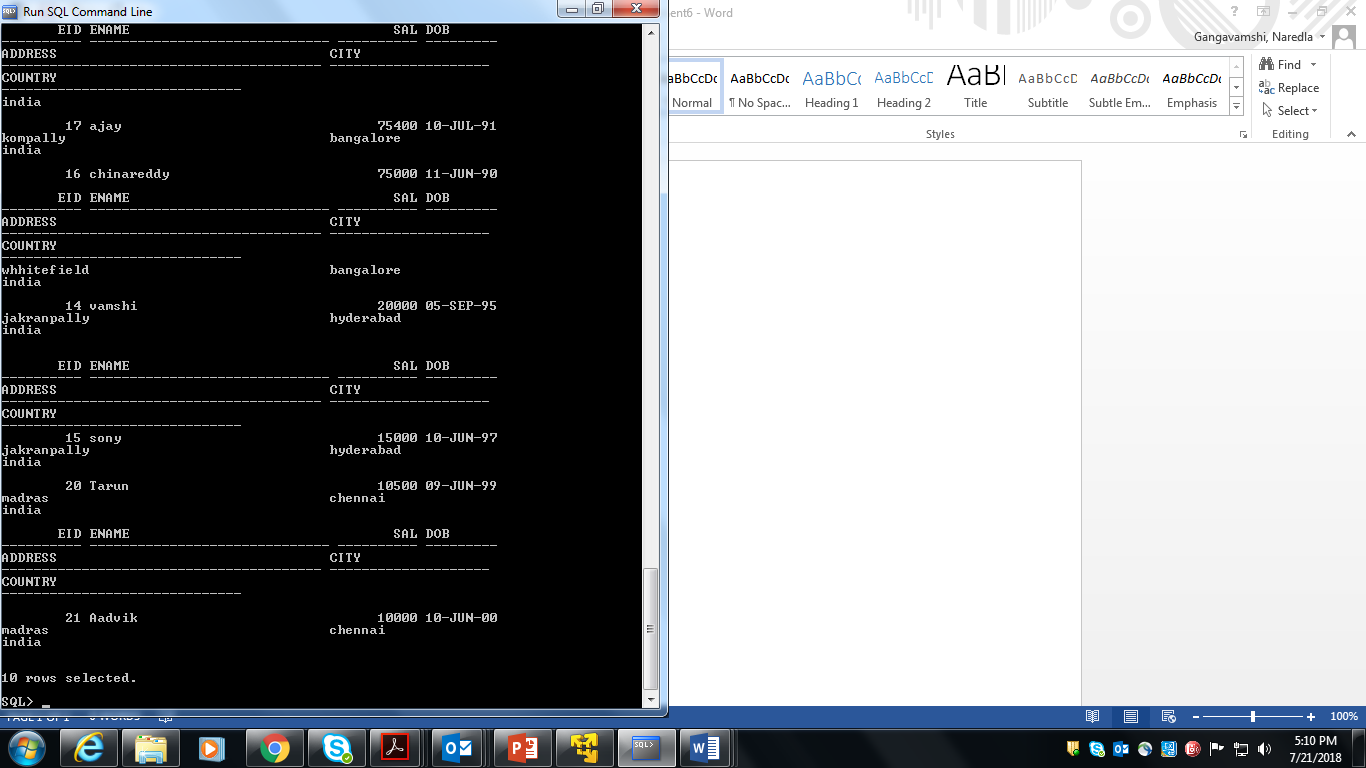 Run SQL Command Line
EID ENAME SAL DOB
ADDRESS CITY
COUNTRY
india
17 ajay 75400 10-JUL-91
kompally bangalore
india
16 chinareddy 75000 11-JUN-90
EID ENAME SAL DOB
ADDRESS CITY
COUNTRY
whhitefield bangalore
india
14 vamshi 20000 05-SEP-95
jakranpally hyderabad
india
EID ENAME SAL DOB
ADDRESS CITY
COUNTRY
15 sony 15000 10-JUN-97
jakranpally hyderabad
india
20 Tarun 10500 09-JUN-99
madras chennai
india
EID ENAME SAL DOB
ADDRESS CITY
COUNTRY
21 Aadvik 10000 10-JUN-00
madras chennai
india
10 rows selected.
SQL>
ent6 - Word
Gangavamshi, Naredla
AaBbCcDc AaBbCcDc AaBbCc AaBbCcD AaB AaBbCcD AaBbCcDc AaBbCcDc
Normal ¶ No Spac... Heading 1 Heading 2 Title Subtitle Subtle Em... Emphasis
Styles
Find
Replace
Select
Editing
100%
5:10 PM
7/21/2018